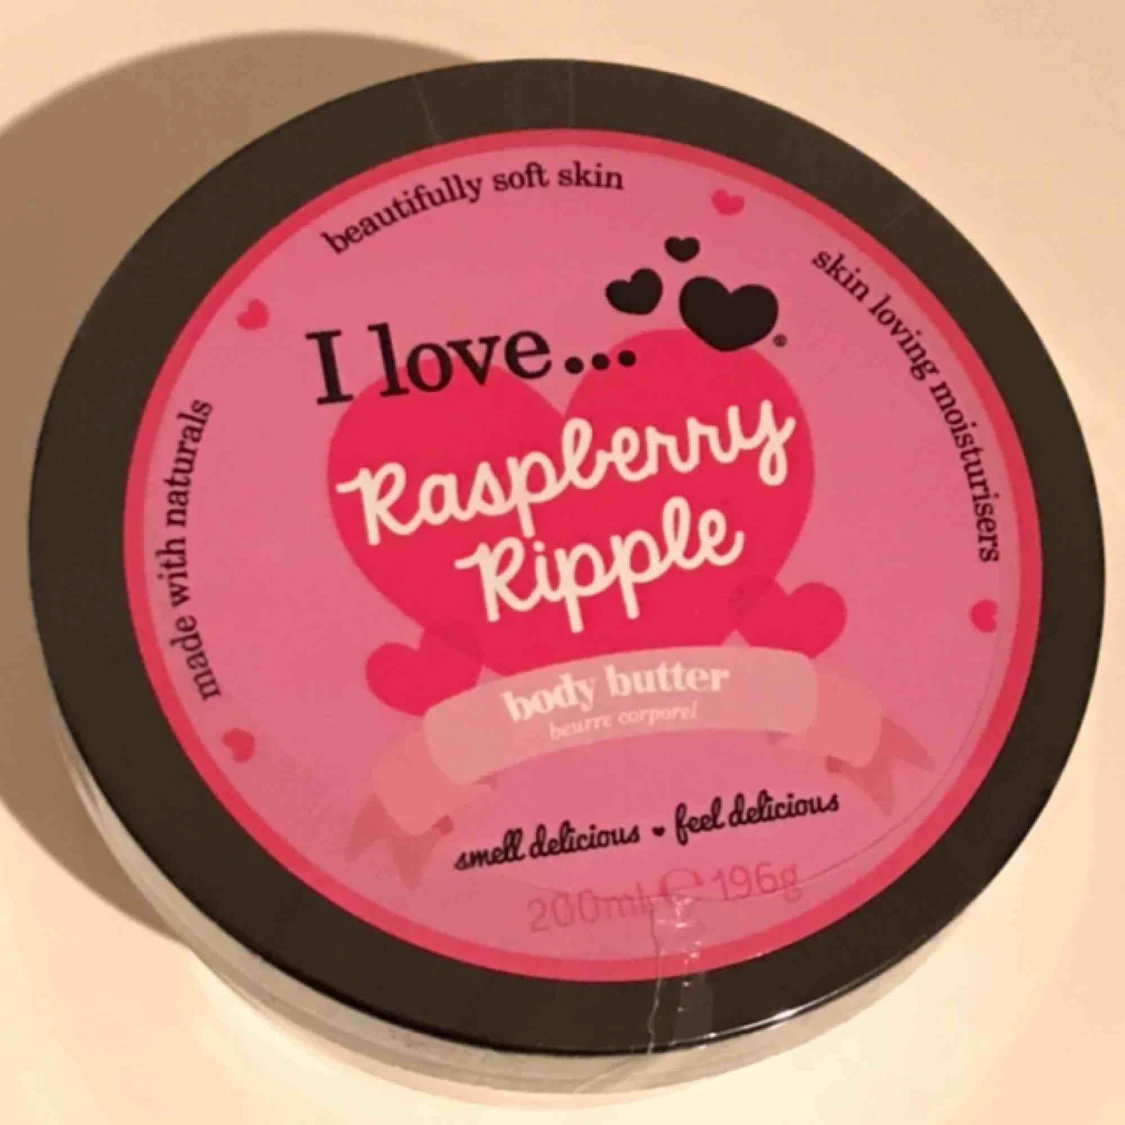 beautifully soft skin
skin loving moisturisers
made with naturals
I love...
®
Raspberry
Ripple
body butter
beurre corporel
smell delicious ♥ feel delicious
200ml ℮ 196g